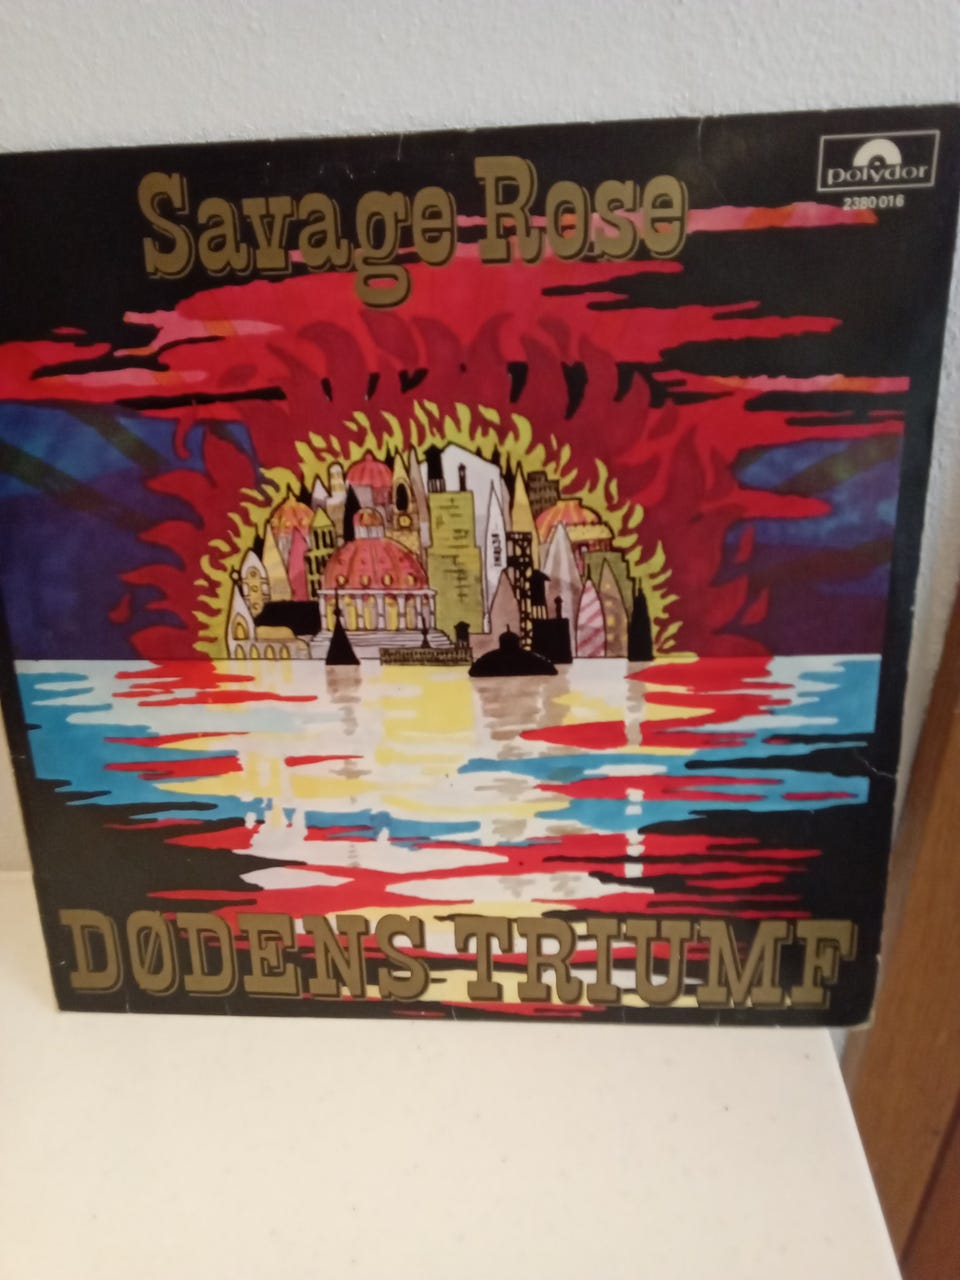 Savage Rose
polydor
2380 016
DØDENS TRIUMF